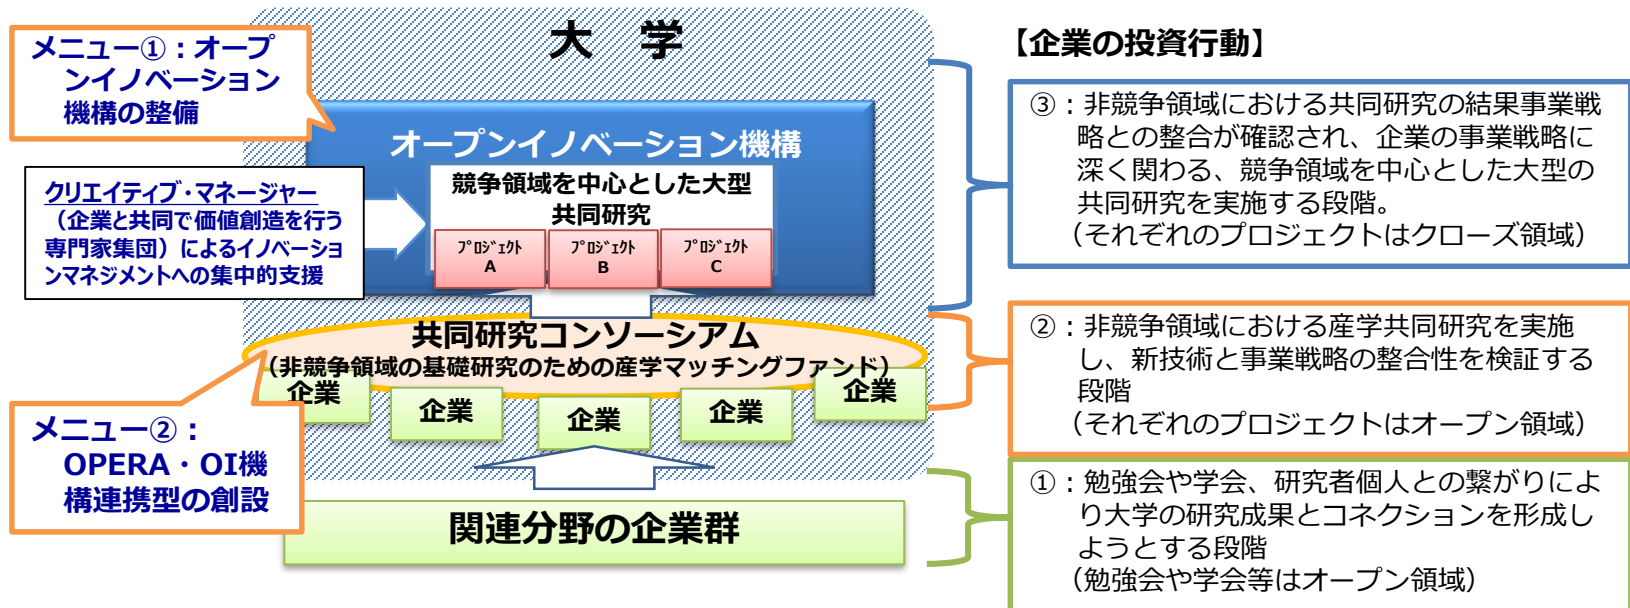 大 学
メニュー①：オープ
ンイノベーション
機構の整備
オープンイノベーション機構
クリエイティブ・マネージャー
（企業と共同で価値創造を行う
専門家集団）によるイノベーショ
ンマネジメントへの集中的支援
競争領域を中心とした大型
共同研究
ﾌﾟﾛｼﾞｪｸﾄ
A
ﾌﾟﾛｼﾞｪｸﾄ
B
ﾌﾟﾛｼﾞｪｸﾄ
C
共同研究コンソーシアム
（非競争領域の基礎研究のための産学マッチングファンド）
企業
企業
企業
企業
企業
メニュー②：
OPERA・OI機
構連携型の創設
関連分野の企業群
【企業の投資行動】
③：非競争領域における共同研究の結果事業戦
略との整合が確認され、企業の事業戦略に
深く関わる、競争領域を中心とした大型の
共同研究を実施する段階。
（それぞれのプロジェクトはクローズ領域）
②：非競争領域における産学共同研究を実施
し、新技術と事業戦略の整合性を検証する
段階
（それぞれのプロジェクトはオープン領域）
①：勉強会や学会、研究者個人との繋がりによ
り大学の研究成果とコネクションを形成し
ようとする段階
（勉強会や学会等はオープン領域）